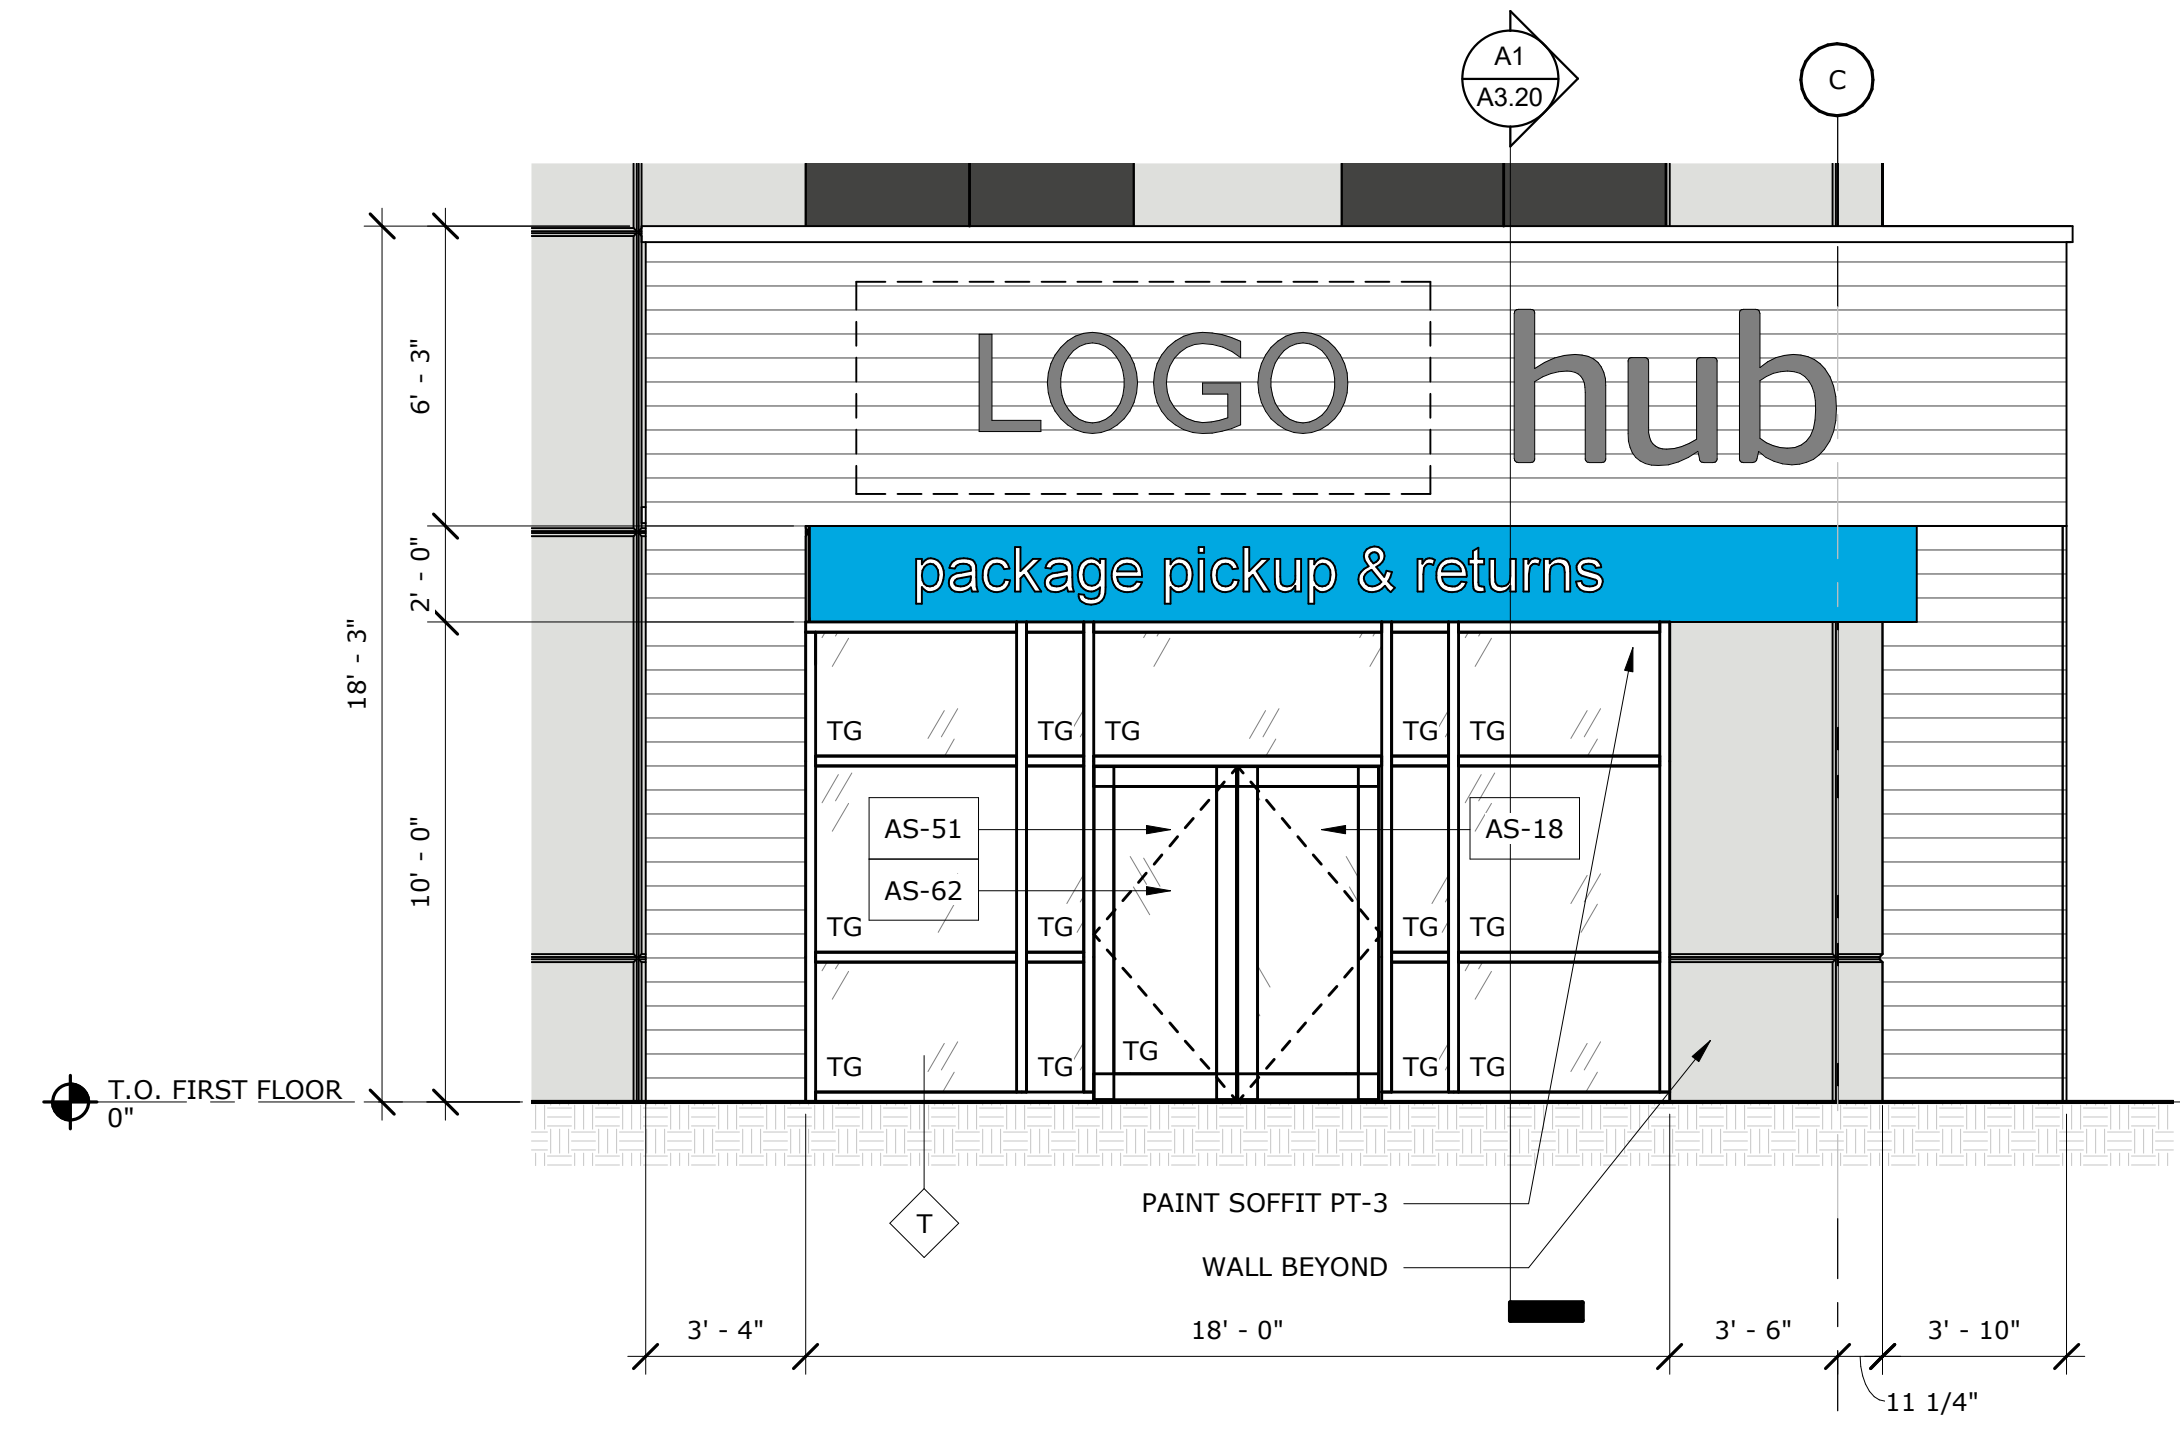 A1
A3.20
C
LOGO
hub
6' - 3"
2' - 0"
18' - 3"
10' - 0"
package pickup & returns
TG TG TG TG TG
AS-51
AS-18
AS-62
TG TG TG TG
TG
TG TG TG TG
T.O. FIRST FLOOR
0"
PAINT SOFFIT PT-3
T
WALL BEYOND
3' - 4" 18' - 0" 3' - 6" 3' - 10"
11 1/4"